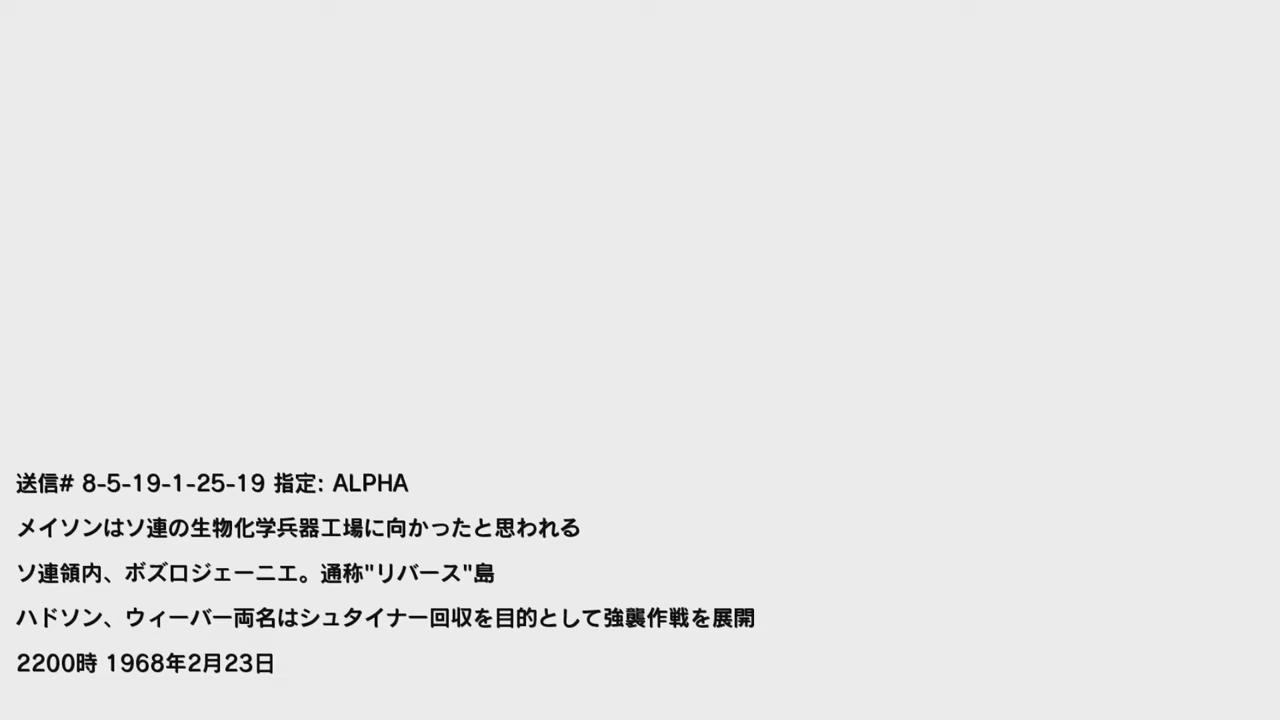 送信# 8-5-19-1-25-19 指定: ALPHA
メイソンはソ連の生物化学兵器工場に向かったと思われる
ソ連領内、ボズロジェーニエ。通称"リバース"島
ハドソン、ウィーバー両名はシュタイナー回収を目的として強襲作戦を展開
2200時 1968年2月23日